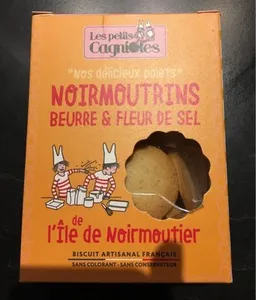 Les petits
Cagniotes
"Nos délicieux palets"
NOIRMOUTRINS
BEURRE & FLEUR DE SEL
de
l'Île de Noirmoutier
BISCUIT ARTISANAL FRANÇAIS
SANS COLORANT - SANS CONSERVATEUR